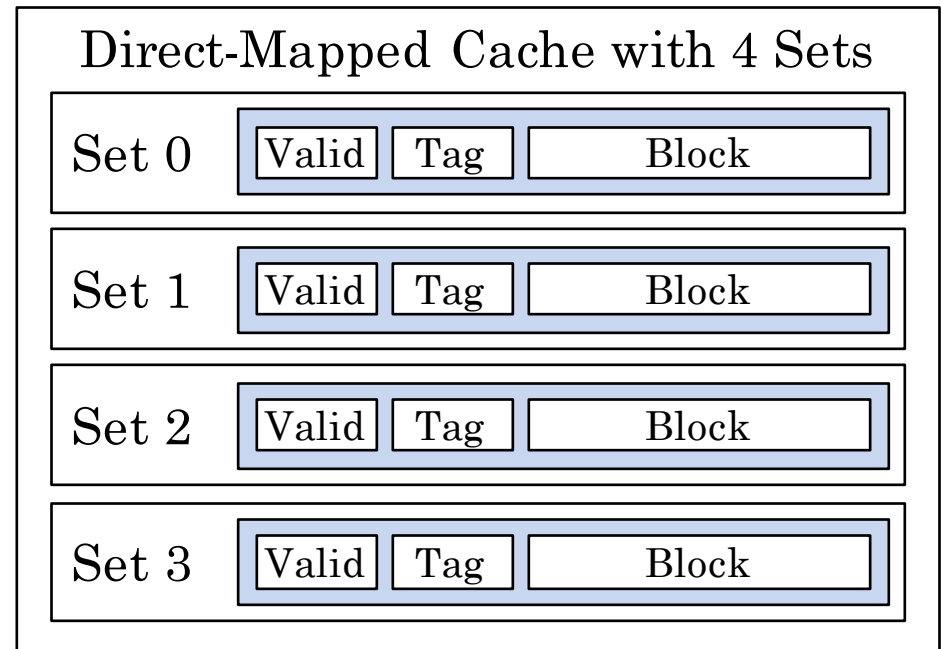 Direct-Mapped Cache with 4 Sets
Set 0 Valid Tag Block
Set 1 Valid Tag Block
Set 2 Valid Tag Block
Set 3 Valid Tag Block